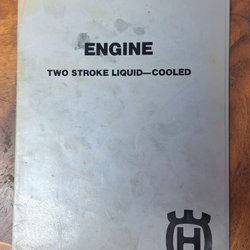 ENGINE
TWO STROKE LIQUID—COOLED
H